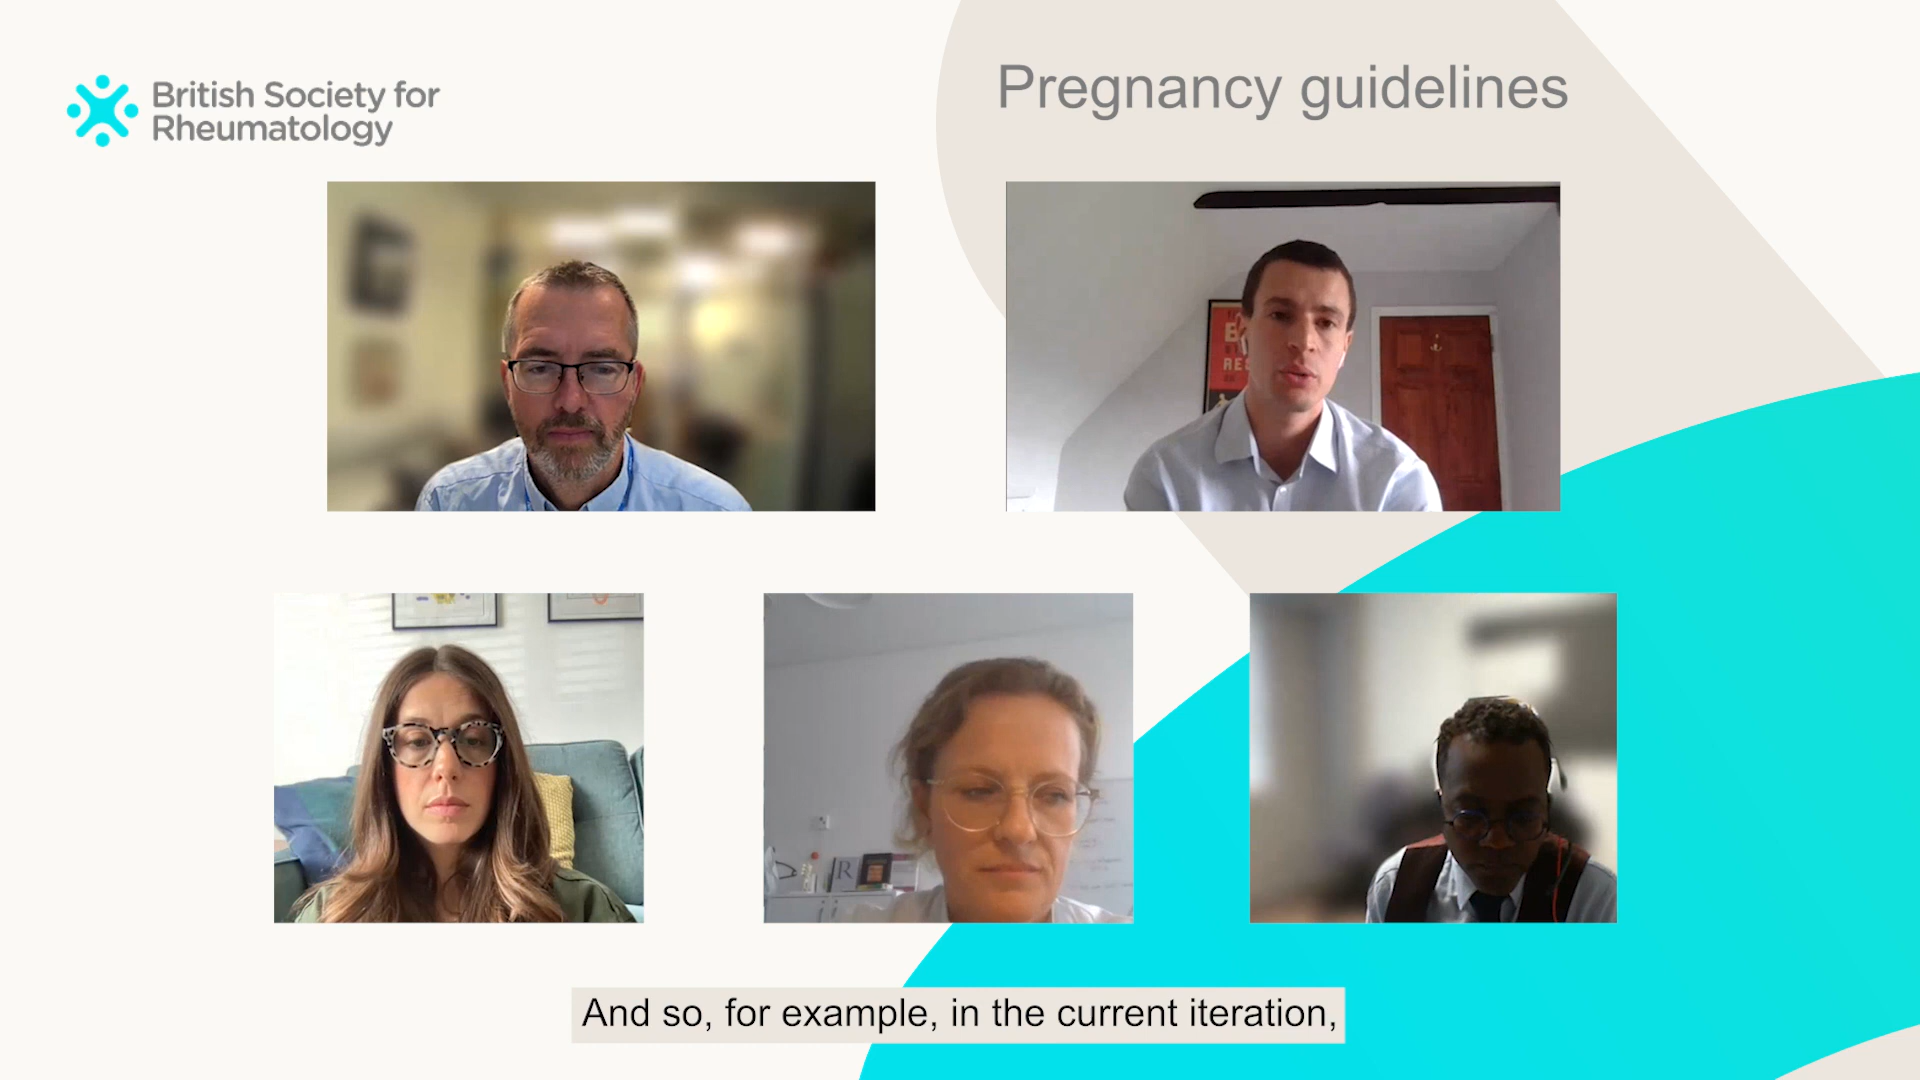 British Society for
Rheumatology
Pregnancy guidelines
R
And so, for example, in the current iteration,